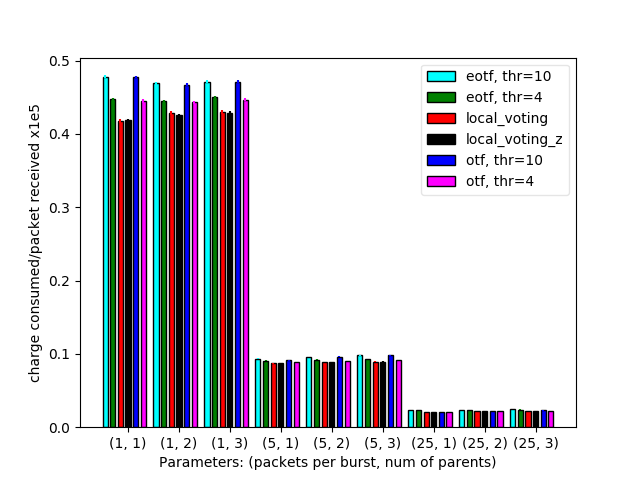 0.5
0.4
0.3
0.2
0.1
0.0
charge consumed/packet received x1e5
eotf, thr=10
eotf, thr=4
local_voting
local_voting_z
otf, thr=10
otf, thr=4
(1, 1) (1, 2) (1, 3) (5, 1) (5, 2) (5, 3) (25, 1) (25, 2) (25, 3)
Parameters: (packets per burst, num of parents)